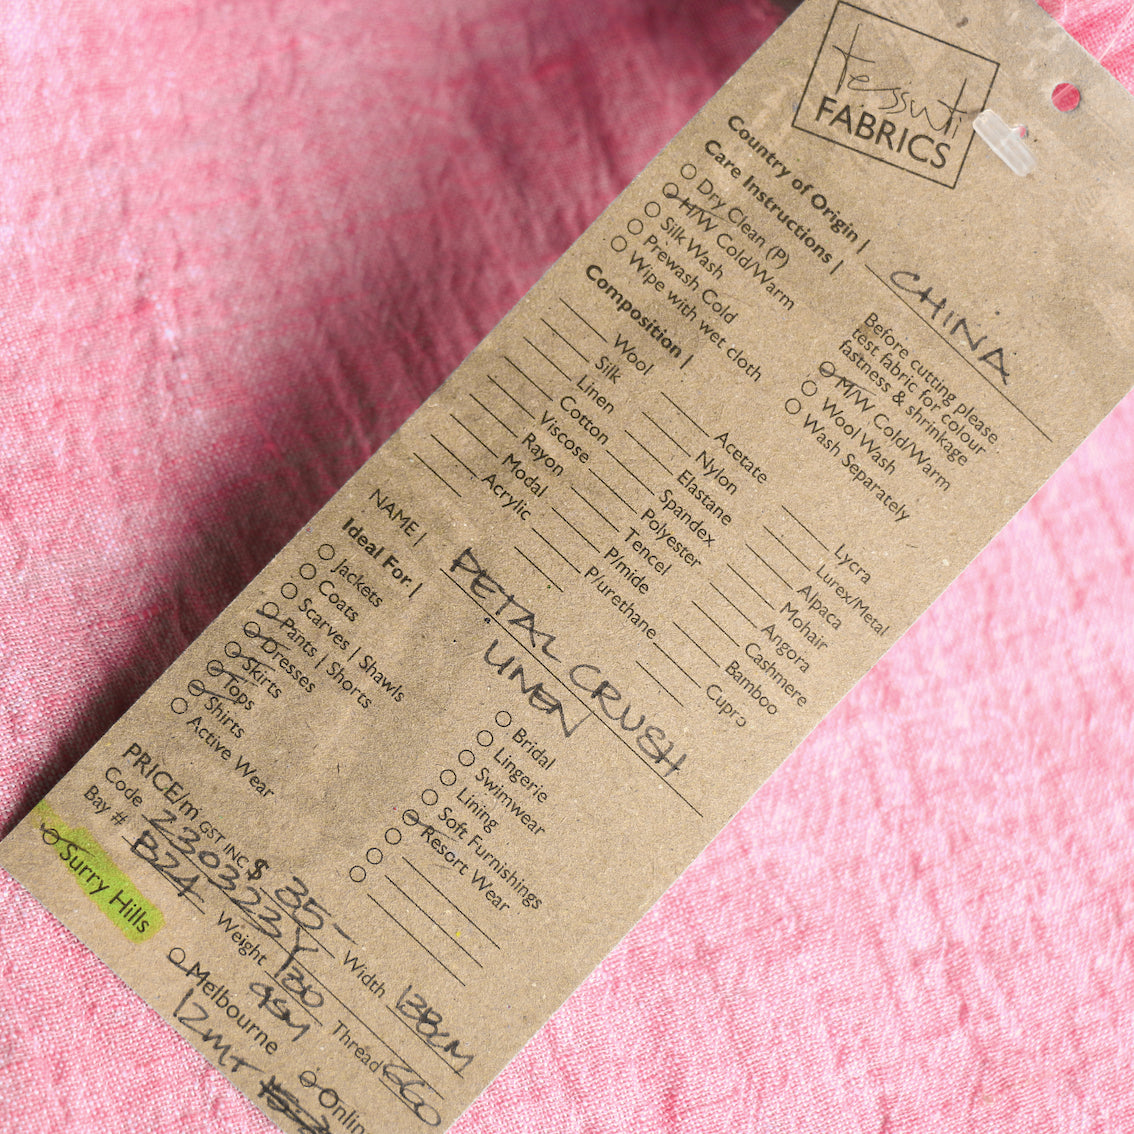 tessuti
FABRICS
Country of Origin | CHINA
Care Instructions |
Before cutting please
test fabric for colour
fastness & shrinkage
Dry Clean (P)
H/W Cold/Warm
Silk Wash
Prewash Cold
Wipe with wet cloth
M/W Cold/Warm
Wool Wash
Wash Separately
Composition |
Wool
Silk
Linen
Cotton
Viscose
Rayon
Modal
Acrylic
Acetate
Nylon
Elastane
Spandex
Polyester
Tencel
P/mide
P/urethane
Lycra
Lurex/Metal
Alpaca
Mohair
Angora
Cashmere
Bamboo
Cupro
NAME | PETAL CRUSH
LINEN
Ideal For |
Jackets
Coats
Scarves | Shawls
Pants | Shorts
Dresses
Skirts
Tops
Shirts
Active Wear
Bridal
Lingerie
Swimwear
Lining
Soft Furnishings
Resort Wear
PRICE/m GST INC $ 35- Width 138CM
Code 2303223Y
Bay # B24 Weight 130 Thread
gsm
Surry Hills Melbourne
12mt